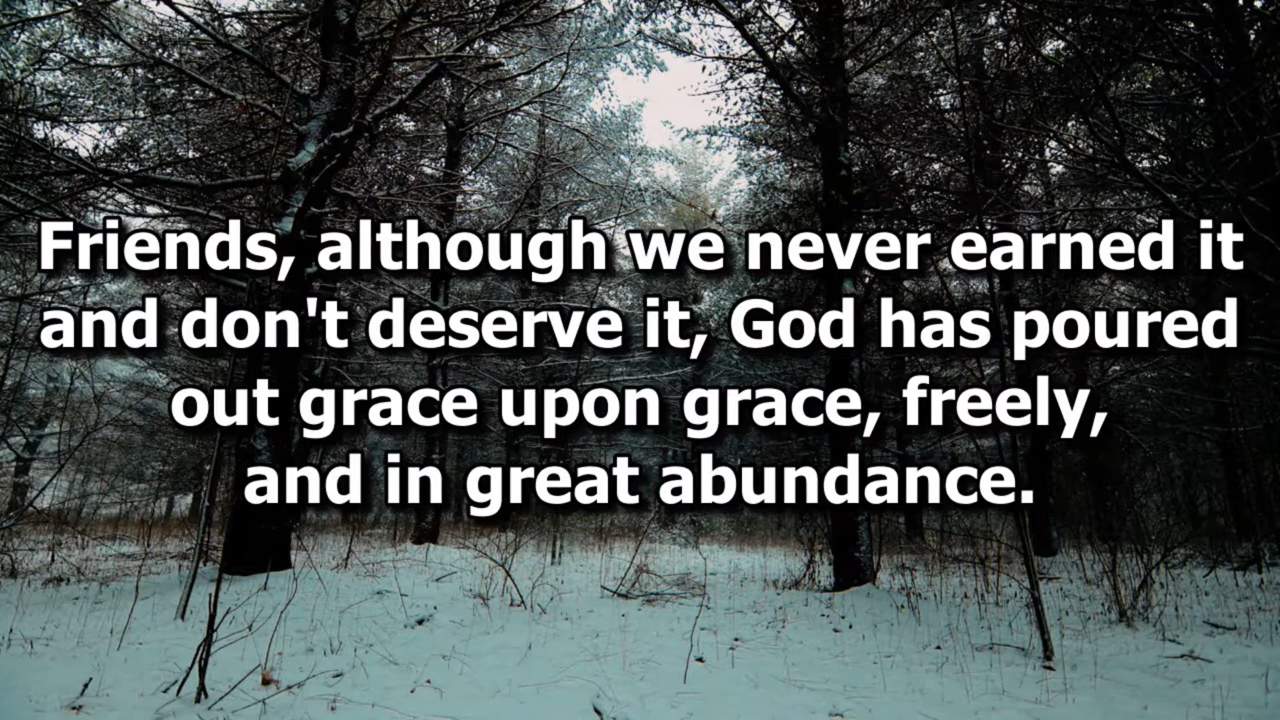 Friends, although we never earned it
and don't deserve it, God has poured
out grace upon grace, freely,
and in great abundance.